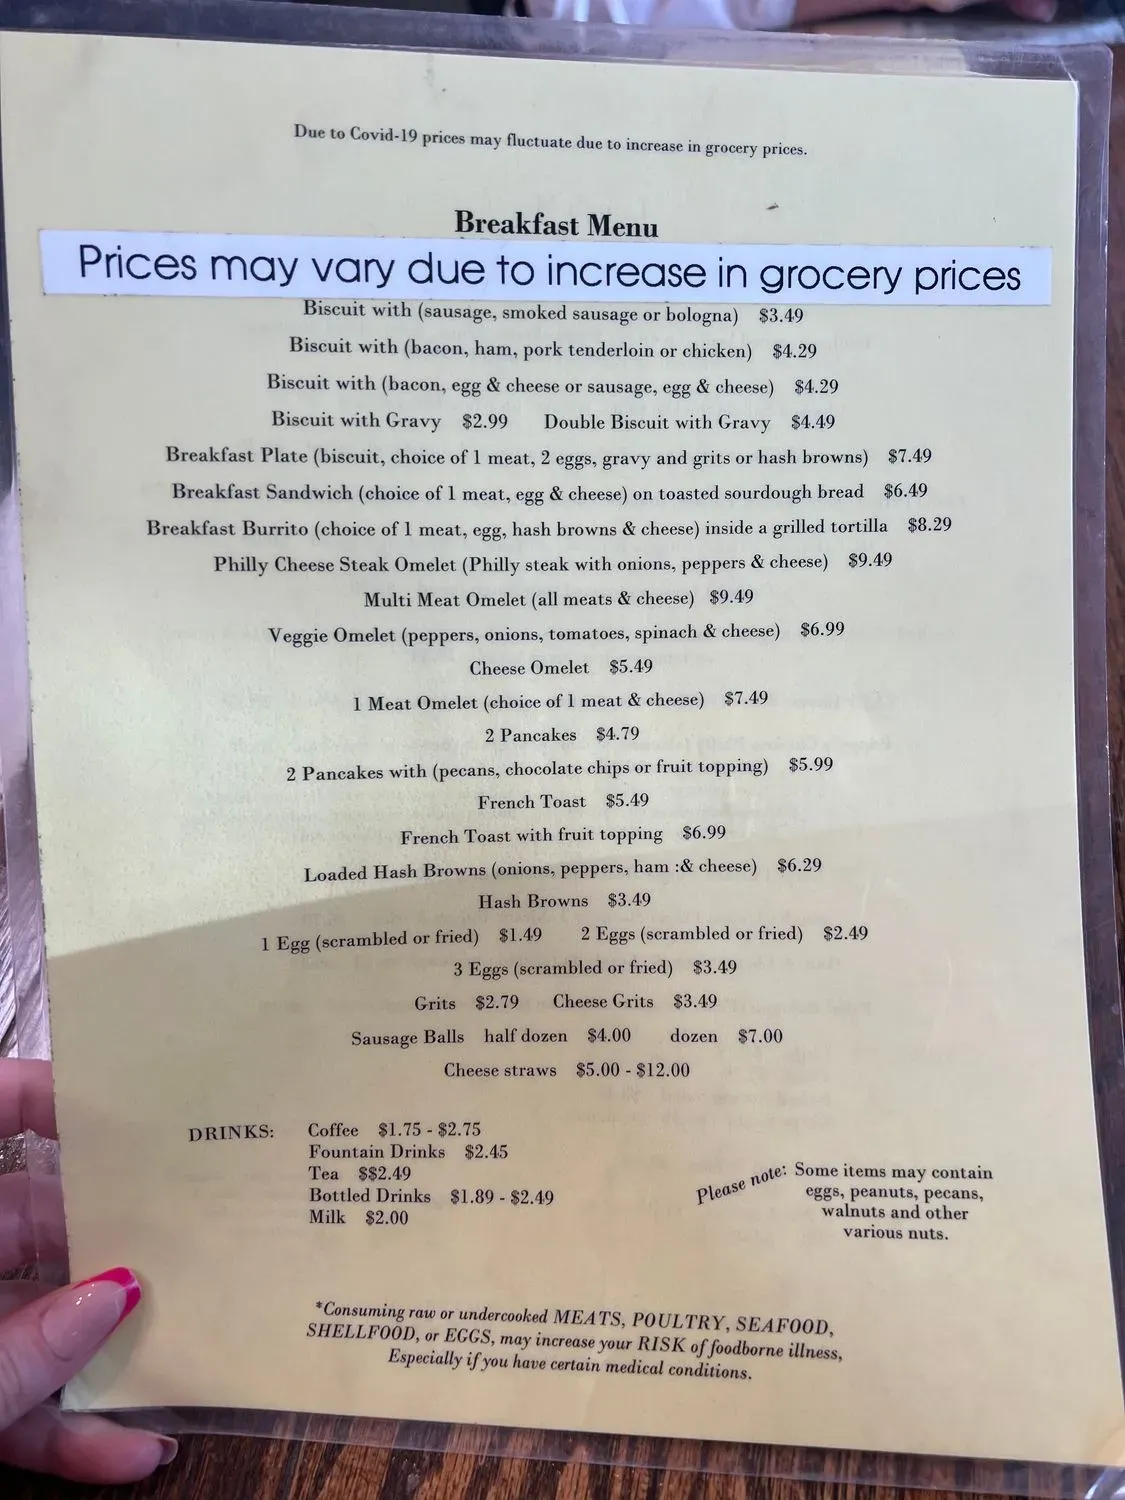 Due to Covid-19 prices may fluctuate due to increase in grocery prices.
Breakfast Menu
Prices may vary due to increase in grocery prices
Biscuit with (sausage, smoked sausage or bologna) $3.49
Biscuit with (bacon, ham, pork tenderloin or chicken) $4.29
Biscuit with (bacon, egg & cheese or sausage, egg & cheese) $4.29
Biscuit with Gravy $2.99 Double Biscuit with Gravy $4.49
Breakfast Plate (biscuit, choice of 1 meat, 2 eggs, gravy and grits or hash browns) $7.49
Breakfast Sandwich (choice of 1 meat, egg & cheese) on toasted sourdough bread $6.49
Breakfast Burrito (choice of 1 meat, egg, hash browns & cheese) inside a grilled tortilla $8.29
Philly Cheese Steak Omelet (Philly steak with onions, peppers & cheese) $9.49
Multi Meat Omelet (all meats & cheese) $9.49
Veggie Omelet (peppers, onions, tomatoes, spinach & cheese) $6.99
Cheese Omelet $5.49
1 Meat Omelet (choice of 1 meat & cheese) $7.49
2 Pancakes $4.79
2 Pancakes with (pecans, chocolate chips or fruit topping) $5.99
French Toast $5.49
French Toast with fruit topping $6.99
Loaded Hash Browns (onions, peppers, ham :& cheese) $6.29
Hash Browns $3.49
1 Egg (scrambled or fried) $1.49 2 Eggs (scrambled or fried) $2.49
3 Eggs (scrambled or fried) $3.49
Grits $2.79 Cheese Grits $3.49
Sausage Balls half dozen $4.00 dozen $7.00
Cheese straws $5.00 - $12.00
DRINKS: Coffee $1.75 - $2.75
Fountain Drinks $2.45
Tea $$2.49
Bottled Drinks $1.89 - $2.49
Milk $2.00
Please note: Some items may contain
eggs, peanuts, pecans,
walnuts and other
various nuts.
*Consuming raw or undercooked MEATS, POULTRY, SEAFOOD,
SHELLFOOD, or EGGS, may increase your RISK of foodborne illness,
Especially if you have certain medical conditions.